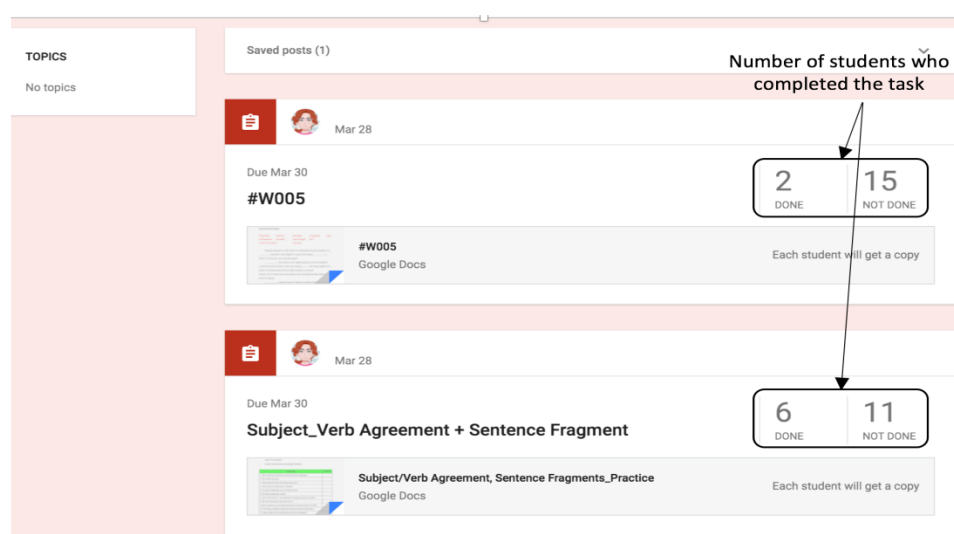 TOPICS
No topics
Saved posts (1)
Number of students who
completed the task
Mar 28
Due Mar 30
#W005
2
DONE
15
NOT DONE
#W005
Google Docs
Each student will get a copy
Mar 28
Due Mar 30
Subject_Verb Agreement + Sentence Fragment
6
DONE
11
NOT DONE
Subject/Verb Agreement, Sentence Fragments_Practice
Google Docs
Each student will get a copy